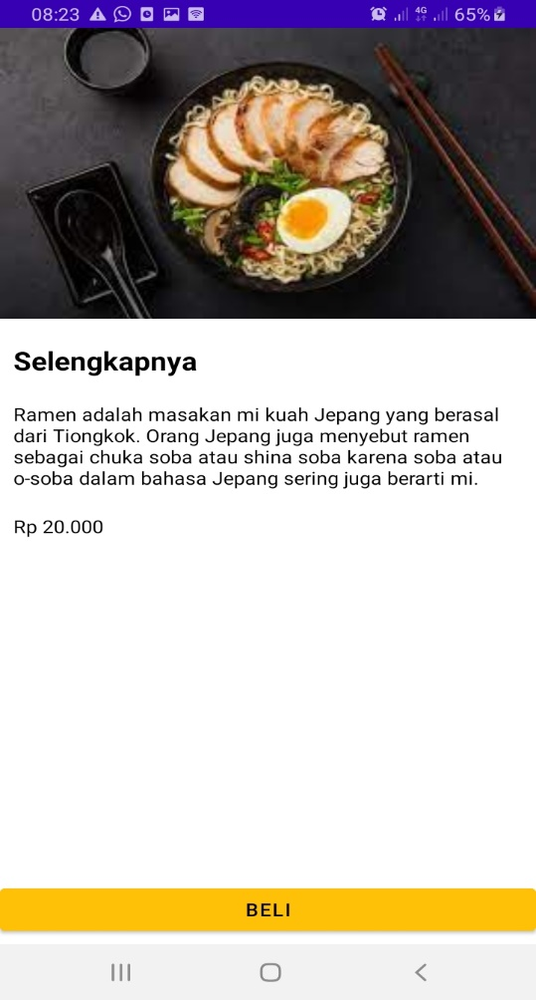 08:23 4G 65%
Selengkapnya
Ramen adalah masakan mi kuah Jepang yang berasal
dari Tiongkok. Orang Jepang juga menyebut ramen
sebagai chuka soba atau shina soba karena soba atau
o-soba dalam bahasa Jepang sering juga berarti mi.
Rp 20.000
BELI